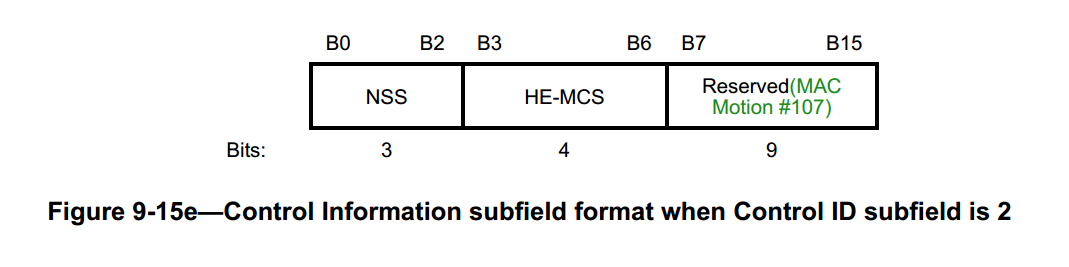 B0 B2 B3 B6 B7 B15
NSS HE-MCS Reserved(MAC
Motion #107)
Bits: 3 4 9
Figure 9-15e—Control Information subfield format when Control ID subfield is 2